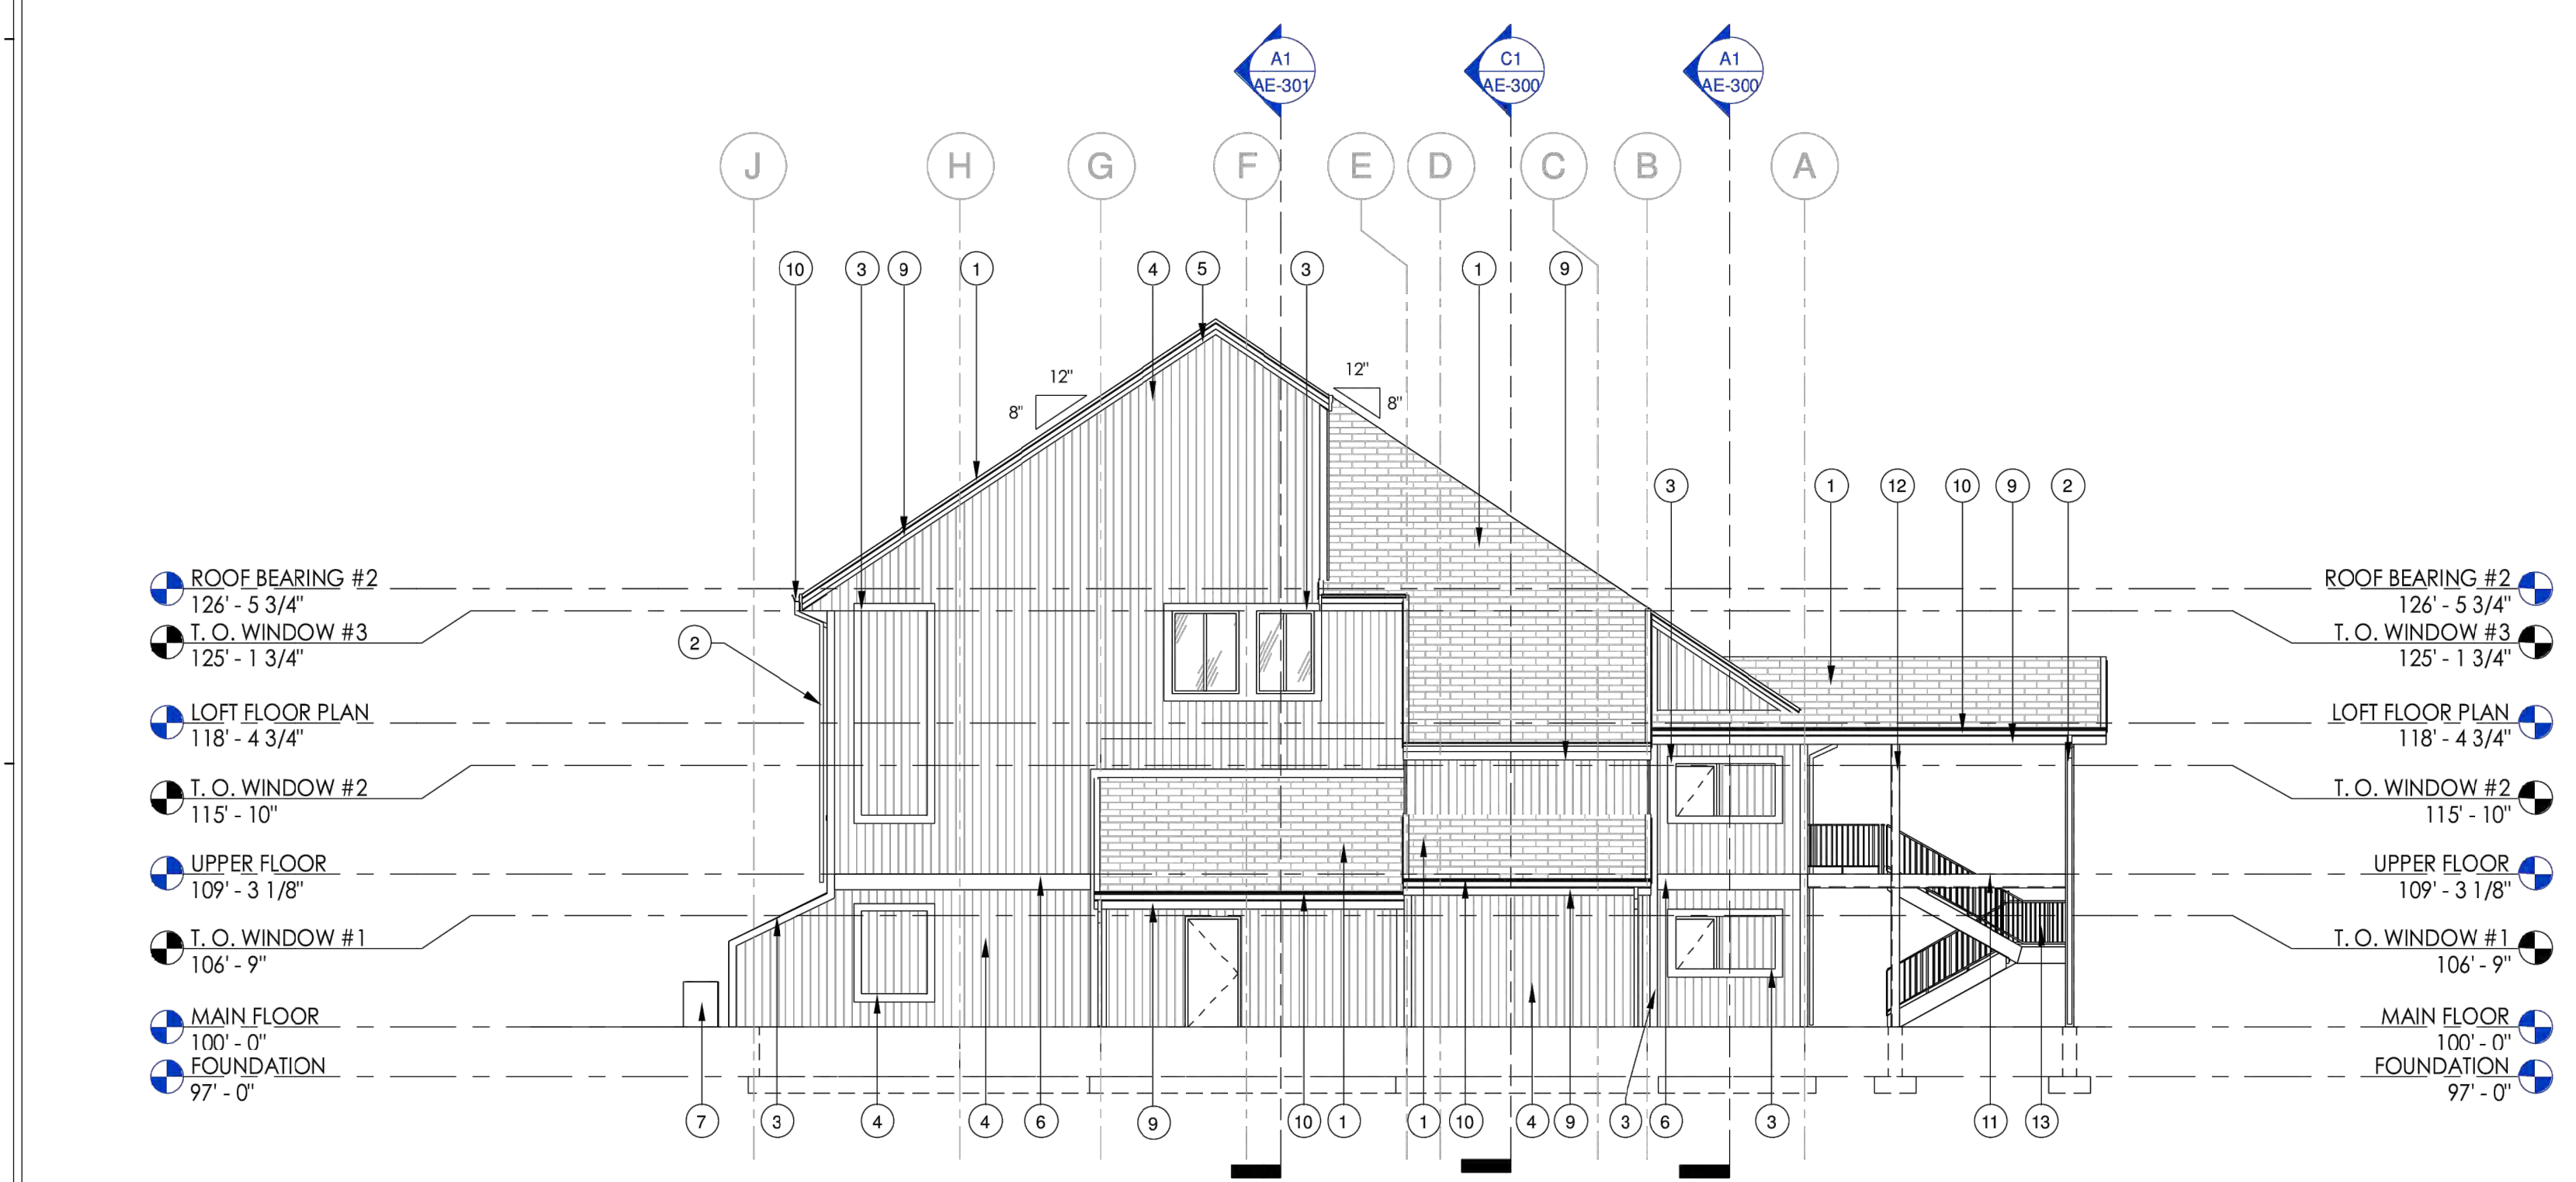 A1
AE-301
C1
AE-300
A1
AE-300
J
H
G
F
E
D
C
B
A
10
3
9
1
4
5
3
1
9
12"
8"
12"
8"
3
1
12
10
9
2
ROOF BEARING #2
126' - 5 3/4"
T. O. WINDOW #3
125' - 1 3/4"
2
LOFT FLOOR PLAN
118' - 4 3/4"
T. O. WINDOW #2
115' - 10"
UPPER FLOOR
109' - 3 1/8"
T. O. WINDOW #1
106' - 9"
MAIN FLOOR
100' - 0"
FOUNDATION
97' - 0"
ROOF BEARING #2
126' - 5 3/4"
T. O. WINDOW #3
125' - 1 3/4"
LOFT FLOOR PLAN
118' - 4 3/4"
T. O. WINDOW #2
115' - 10"
UPPER FLOOR
109' - 3 1/8"
T. O. WINDOW #1
106' - 9"
MAIN FLOOR
100' - 0"
FOUNDATION
97' - 0"
7
3
4
4
6
9
10
1
1
10
4
9
3
6
3
11
13